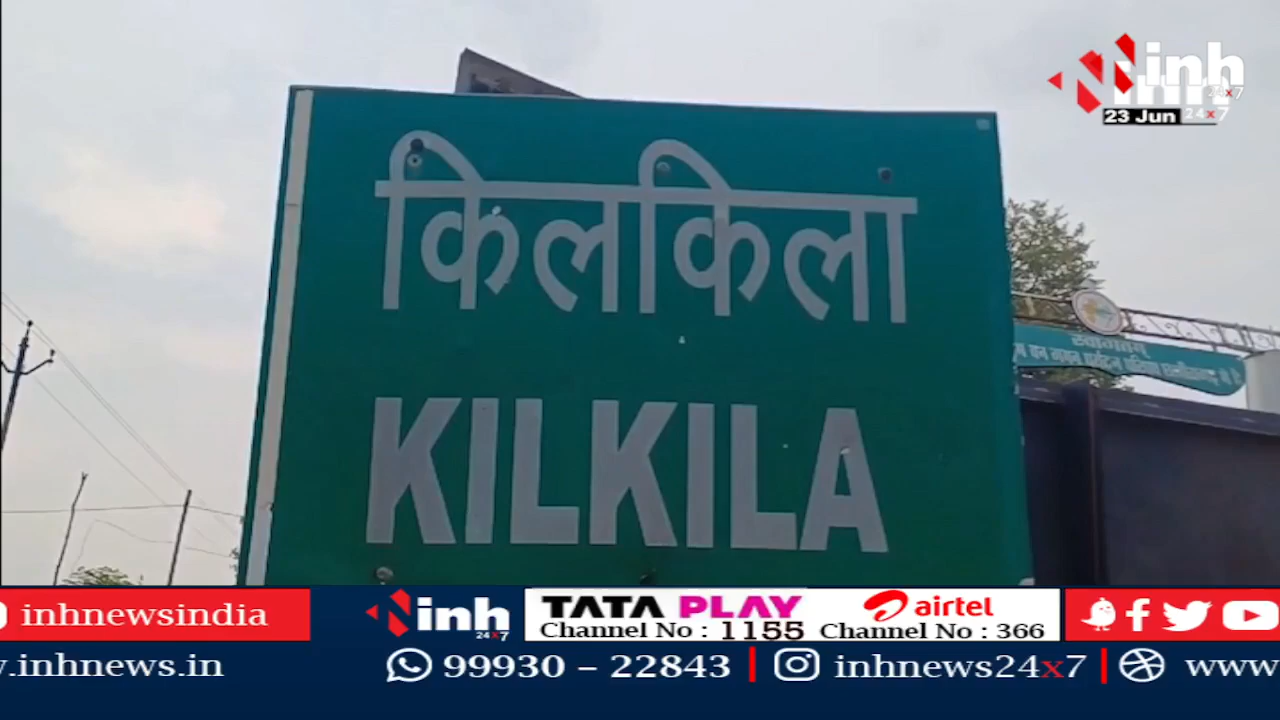 inh
24x7
23 Jun
किलकिला
KILKILA
स्वागतम्
inhnewsindia
inh
24x7
TATA PLAY
Channel No : 1155
airtel
Channel No : 366
w.inhnews.in
99930 – 22843
inhnews24x7
www